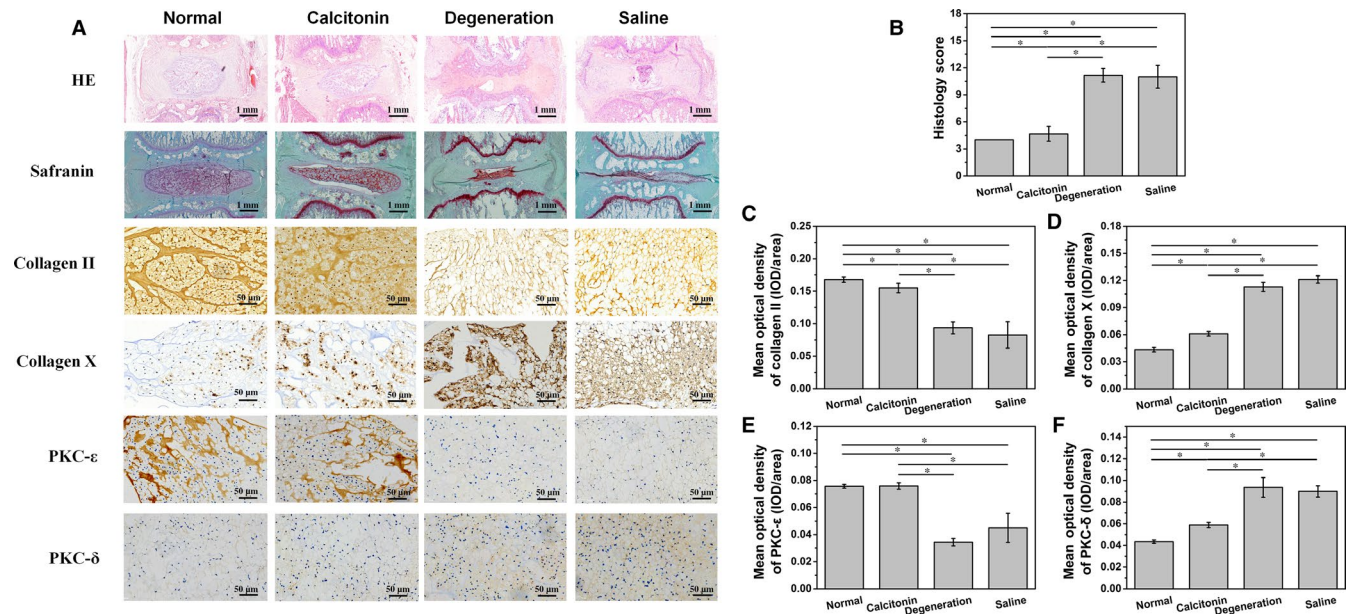 A
Normal
Calcitonin
Degeneration
Saline
HE
1 mm
1 mm
1 mm
1 mm
Safranin
1 mm
1 mm
1 mm
1 mm
Collagen II
50 μm
50 μm
50 μm
50 μm
Collagen X
50 μm
50 μm
50 μm
50 μm
PKC-ε
50 μm
50 μm
50 μm
50 μm
PKC-δ
50 μm
50 μm
50 μm
50 μm
B
Histology score
18
15
12
9
6
3
0
*
*
* *
*
Normal Calcitonin Degeneration Saline
C
Mean optical density
of collagen II (IOD/area)
0.25
0.20
0.15
0.10
0.05
0.00
*
*
* *
*
Normal Calcitonin Degeneration Saline
D
Mean optical density
of collagen X (IOD/area)
0.18
0.15
0.12
0.09
0.06
0.03
0.00
*
*
* *
*
Normal Calcitonin Degeneration Saline
E
Mean optical density
of PKC-ε (IOD/area)
0.12
0.10
0.08
0.06
0.04
0.02
0.00
*
*
*
*
Normal Calcitonin Degeneration Saline
F
Mean optical density
of PKC-δ (IOD/area)
0.14
0.12
0.10
0.08
0.06
0.04
0.02
0.00
*
*
* *
*
Normal Calcitonin Degeneration Saline